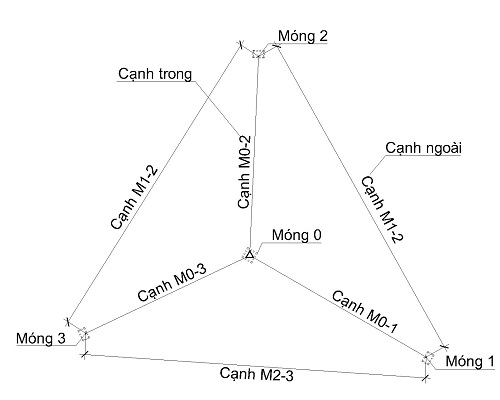 Móng 2
Cạnh trong
Cạnh M0-2
Cạnh ngoài
Cạnh M1-2
Cạnh M1-2
Móng 0
Cạnh M0-3
Cạnh M0-1
Móng 3
Móng 1
Cạnh M2-3